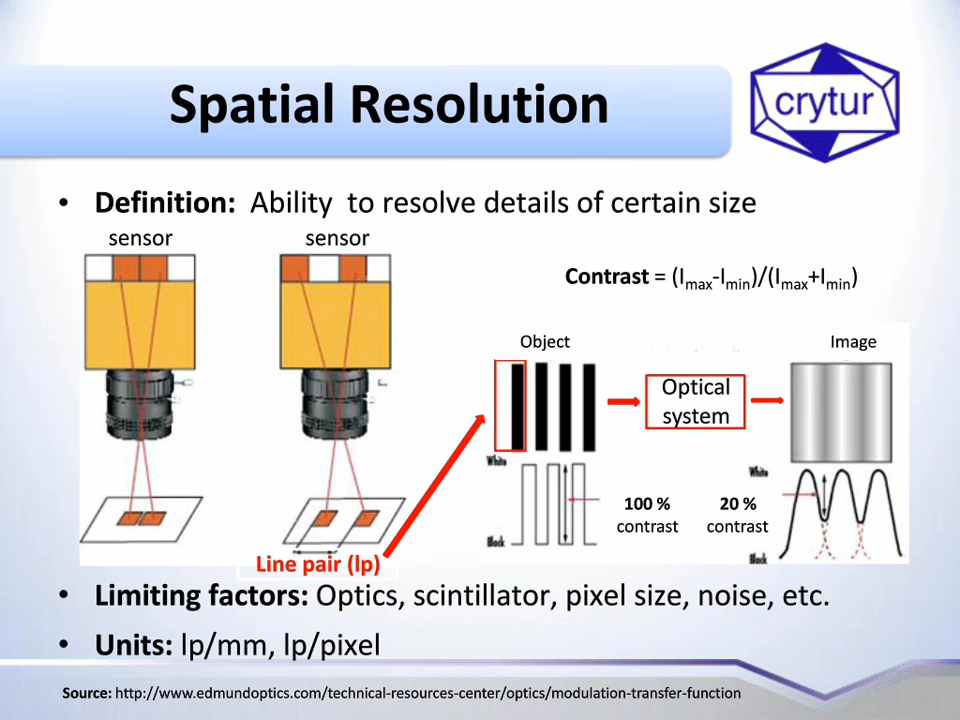 Spatial Resolution
crytur
• Definition: Ability to resolve details of certain size
sensor
sensor
Contrast = (Imax-Imin)/(Imax+Imin)
Object
Image
Optical
system
White
Black
100 %
contrast
20 %
contrast
White
Black
Line pair (lp)
• Limiting factors: Optics, scintillator, pixel size, noise, etc.
• Units: lp/mm, lp/pixel
Source: http://www.edmundoptics.com/technical-resources-center/optics/modulation-transfer-function